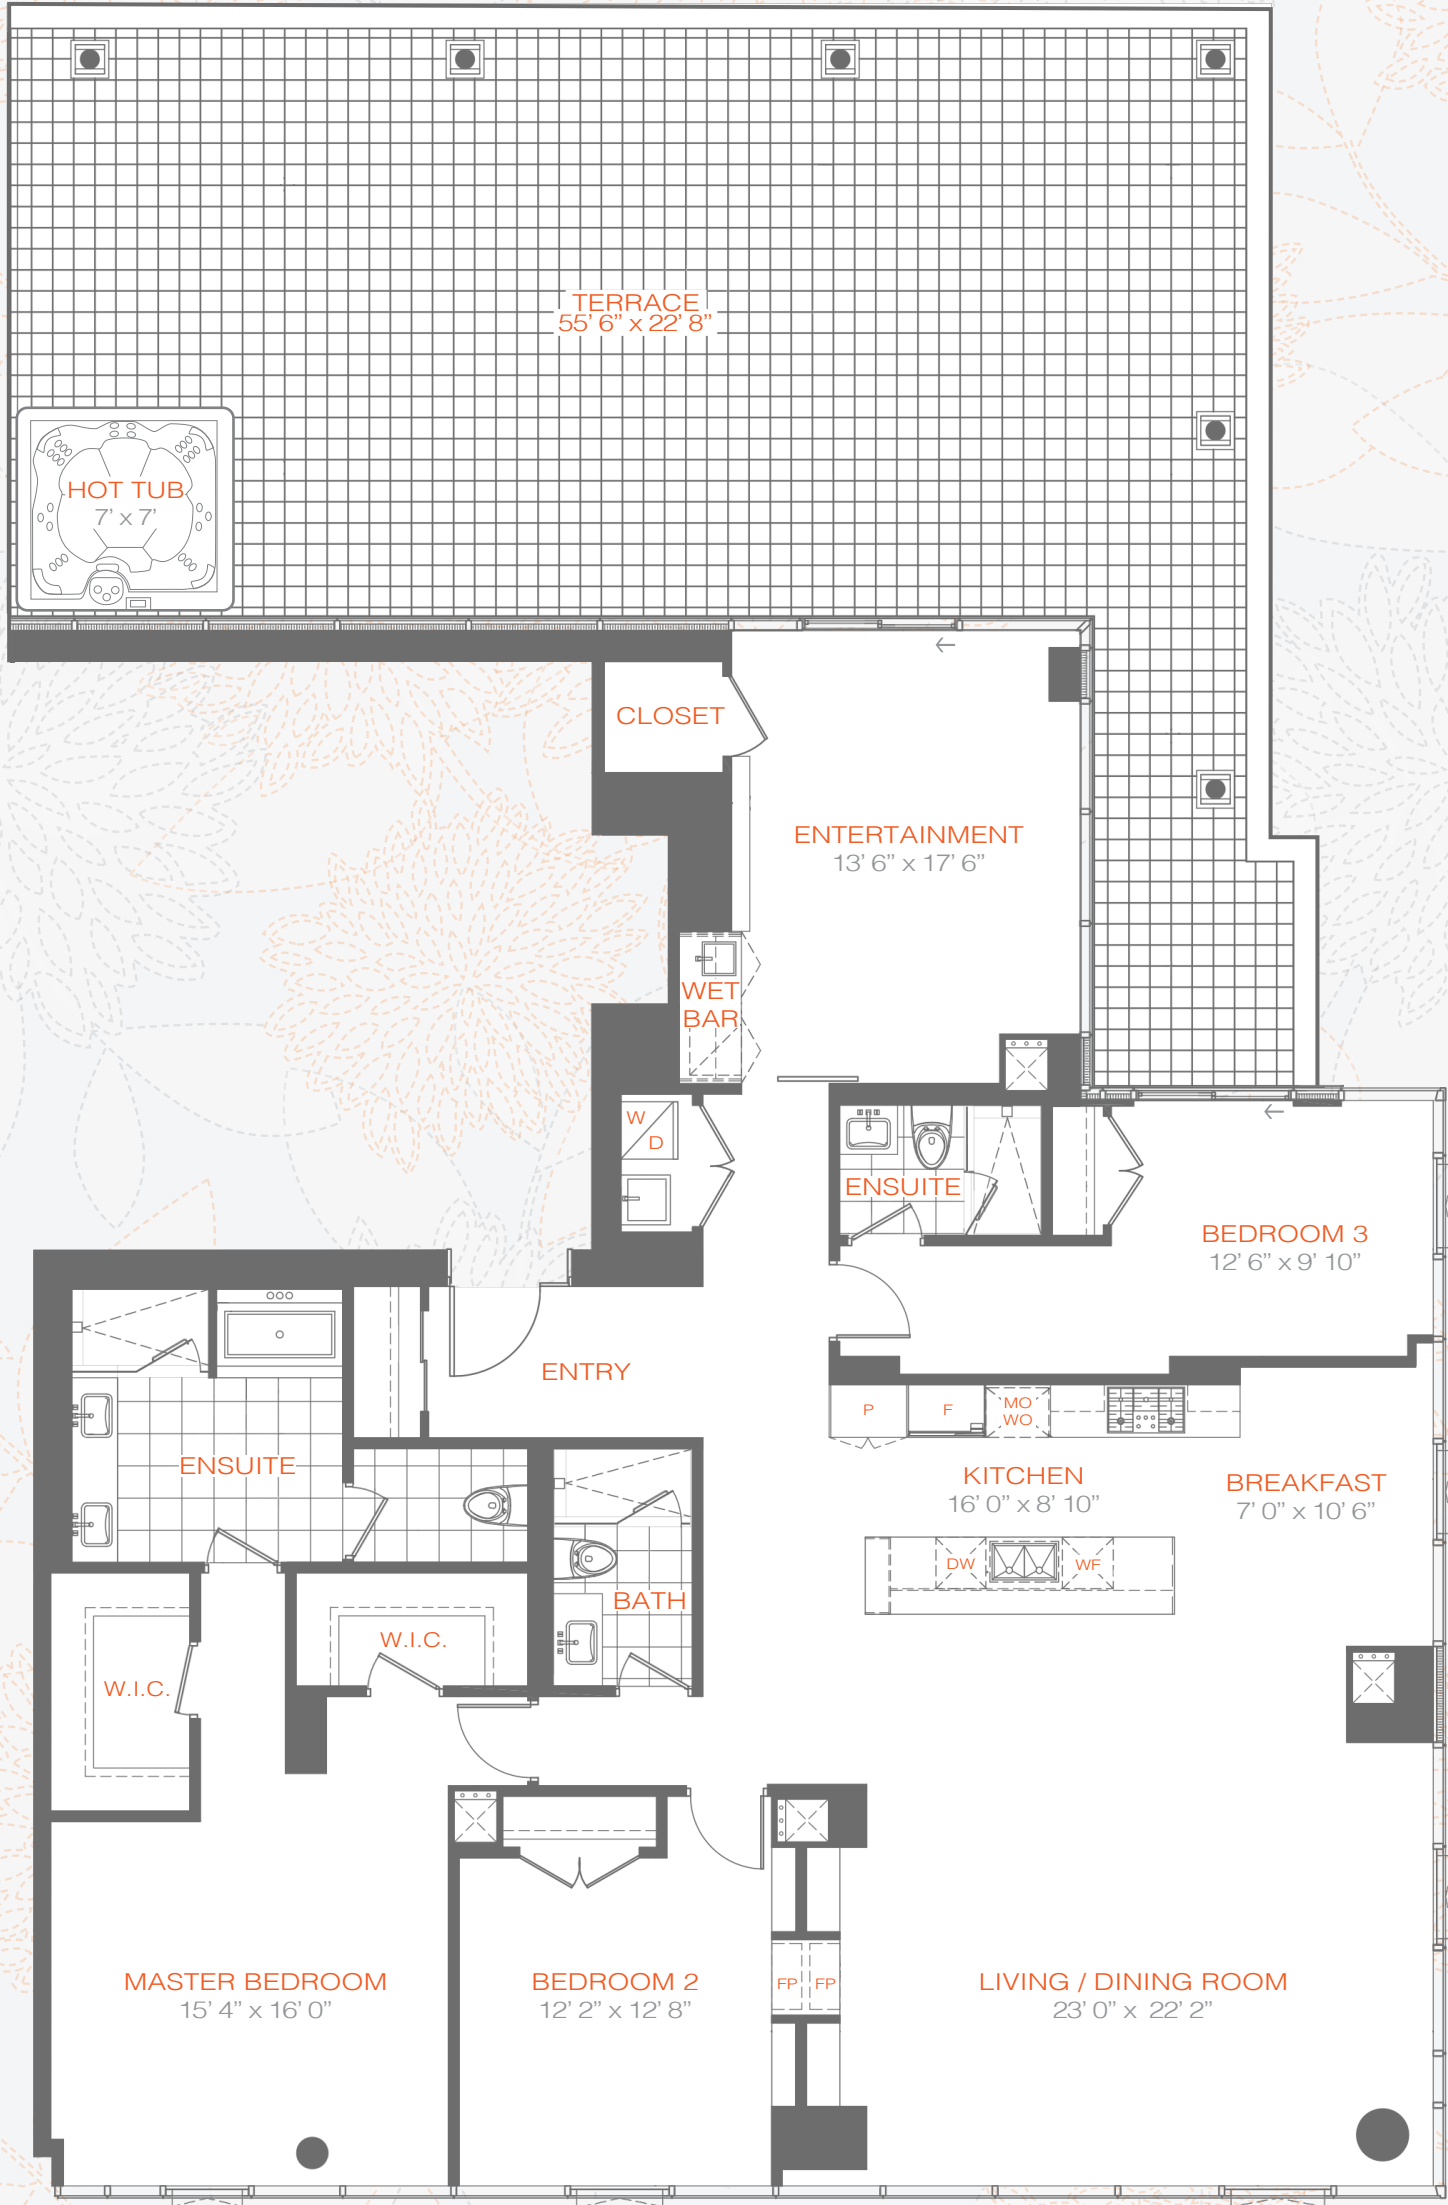 TERRACE
55’ 6” x 22’ 8”
HOT TUB
7’ x 7’
CLOSET
ENTERTAINMENT
13’ 6” x 17’ 6”
WET
BAR
W
D
ENSUITE
BEDROOM 3
12’ 6” x 9’ 10”
ENTRY
P
F
MO
WO
ENSUITE
KITCHEN
16’ 0” x 8’ 10”
BREAKFAST
7’ 0” x 10’ 6”
DW
WF
BATH
W.I.C.
W.I.C.
MASTER BEDROOM
15’ 4” x 16’ 0”
BEDROOM 2
12’ 2” x 12’ 8”
FP
FP
LIVING / DINING ROOM
23’ 0” x 22’ 2”